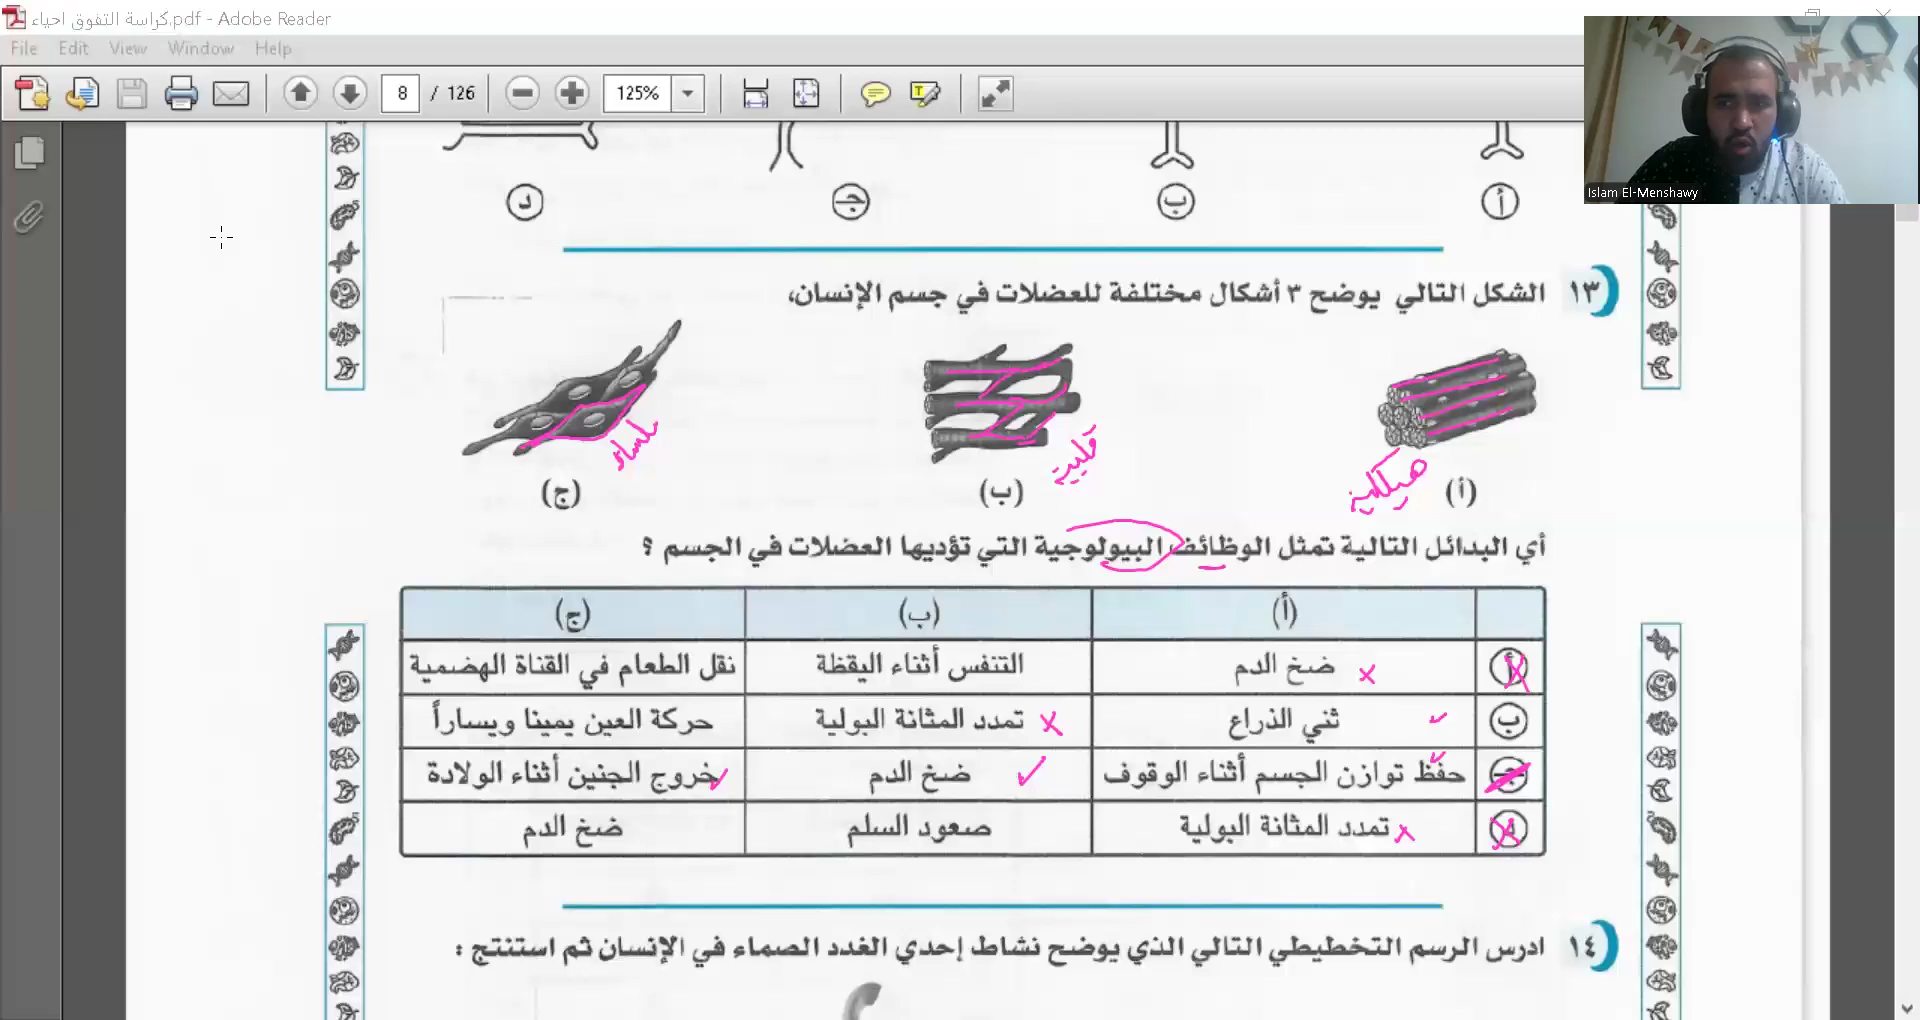 كراسة التفوق احياء.pdf - Adobe Reader
File Edit View Window Help
8 / 126 125%
Islam El-Menshawy
أ ب جـ د
١٣ الشكل التالي يوضح ٣ أشكال مختلفة للعضلات في جسم الإنسان،
هيكلية قلبية ملساء
(أ) (ب) (ج)
أي البدائل التالية تمثل الوظائف البيولوجية التي تؤديها العضلات في الجسم ؟
(أ) (ب) (ج)
أ ضخ الدم التنفس أثناء اليقظة نقل الطعام في القناة الهضمية
ب ثني الذراع تمدد المثانة البولية حركة العين يمينا ويساراً
جـ حفظ توازن الجسم أثناء الوقوف ضخ الدم خروج الجنين أثناء الولادة
د تمدد المثانة البولية صعود السلم ضخ الدم
١٤ ادرس الرسم التخطيطي التالي الذي يوضح نشاط إحدي الغدد الصماء في الإنسان ثم استنتج :